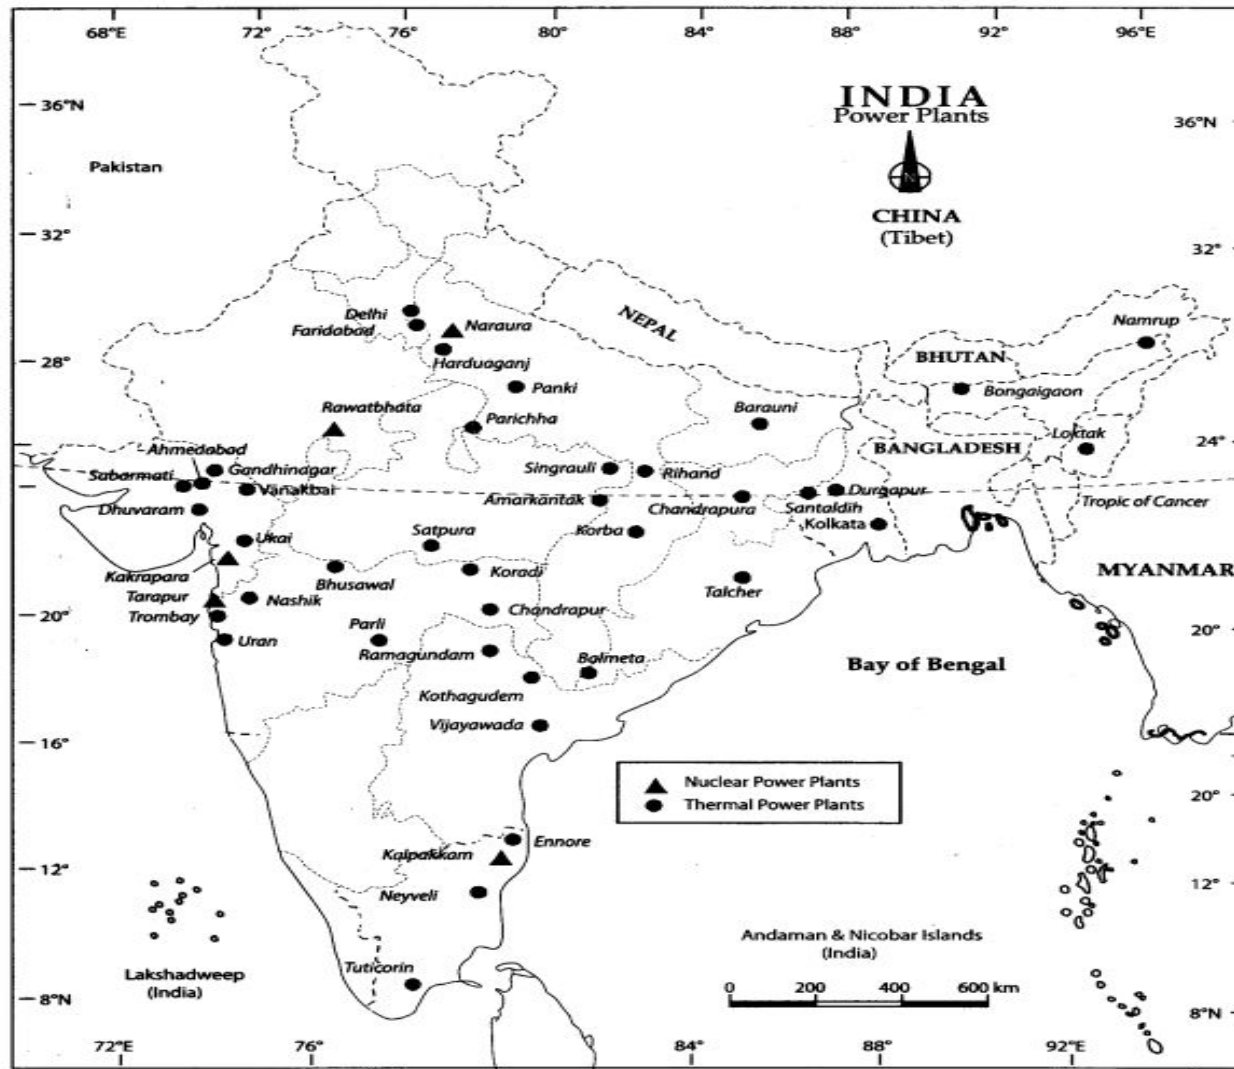 68°E 72° 76° 80° 84° 88° 92° 96°E
INDIA
Power Plants
36°N
36°N
N
Pakistan
CHINA
(Tibet)
32°
32°
Delhi
Faridabad
Naraura
NEPAL
Namrup
Harduaganj
BHUTAN
28°
28°
Panki
Bongaigaon
Rawatbhata
Parichha
Barauni
Ahmedabad
Loktak
24°
BANGLADESH
Sabarmati
Gandhinagar
Singrauli
Rihand
Vanakbai
Durgapur
Dhuvaram
Amarkantak
Chandrapura
Santaldih
Tropic of Cancer
Kolkata
Ukai
Satpura
Korba
Kakrapara
Bhusawal
Koradi
MYANMAR
Tarapur
Nashik
Talcher
20°
Trombay
Chandrapur
20°
Uran
Parli
Ramagundam
Balmeta
Bay of Bengal
Kothagudem
Vijayawada
16°
Nuclear Power Plants
Thermal Power Plants
20°
Ennore
Kalpakkam
12°
12°
Neyveli
Andaman & Nicobar Islands
(India)
Tuticorin
Lakshadweep
(India)
0 200 400 600 km
8°N
8°N
72°E 76° 84° 88° 92°E